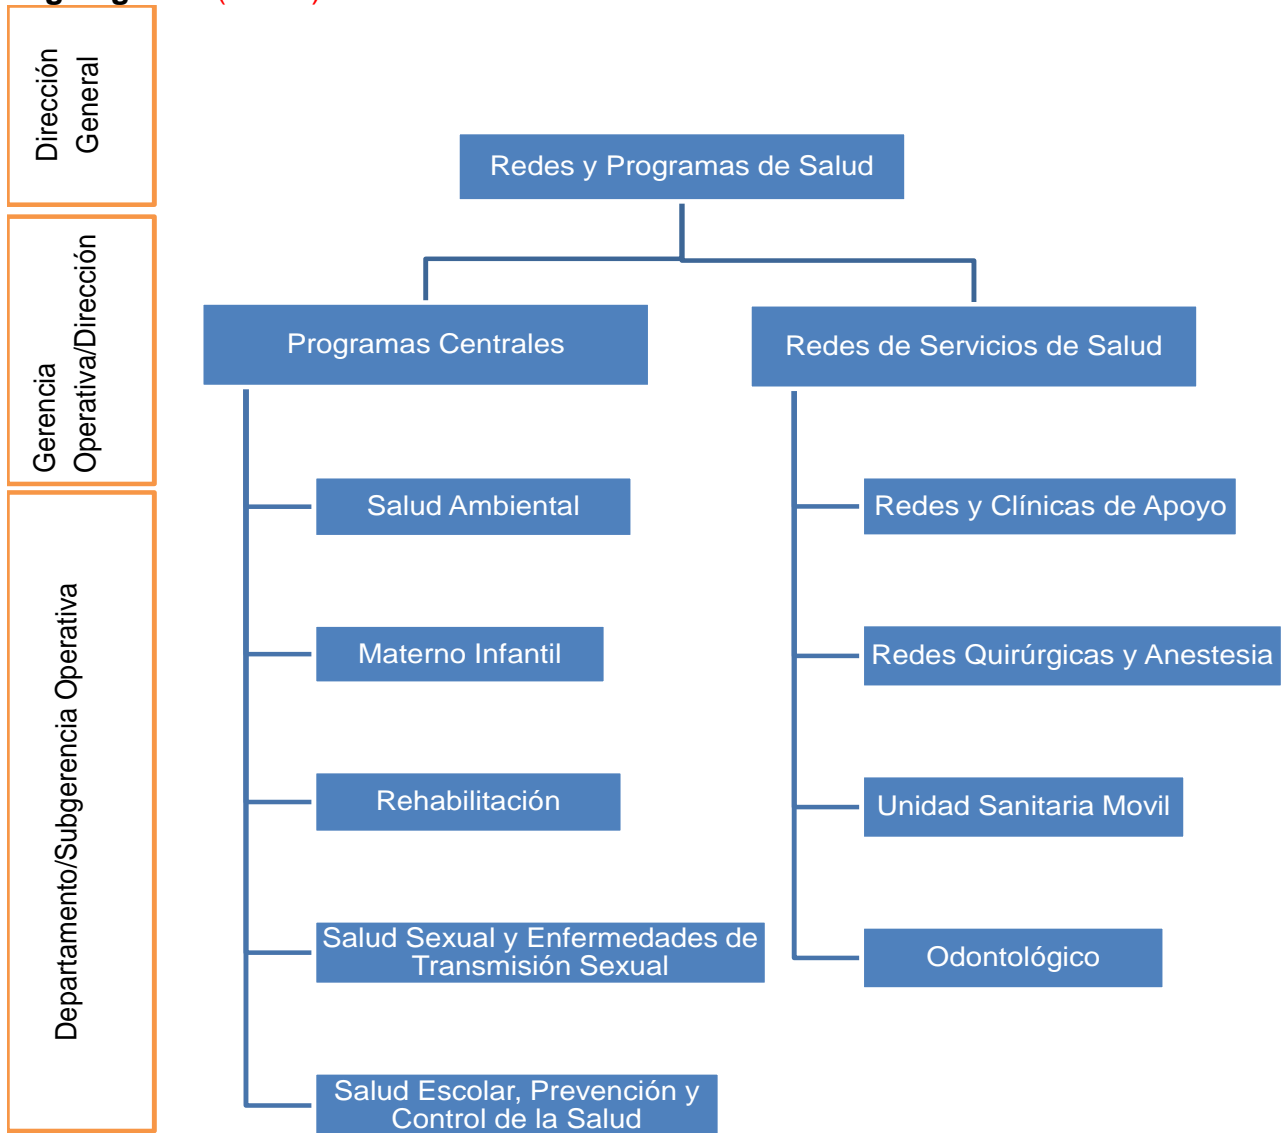 Dirección
General
Redes y Programas de Salud
Gerencia
Operativa/Dirección
Programas Centrales
Redes de Servicios de Salud
Departamento/Subgerencia Operativa
Salud Ambiental
Redes y Clínicas de Apoyo
Materno Infantil
Redes Quirúrgicas y Anestesia
Rehabilitación
Unidad Sanitaria Movil
Salud Sexual y Enfermedades de
Transmisión Sexual
Odontológico
Salud Escolar, Prevención y
Control de la Salud